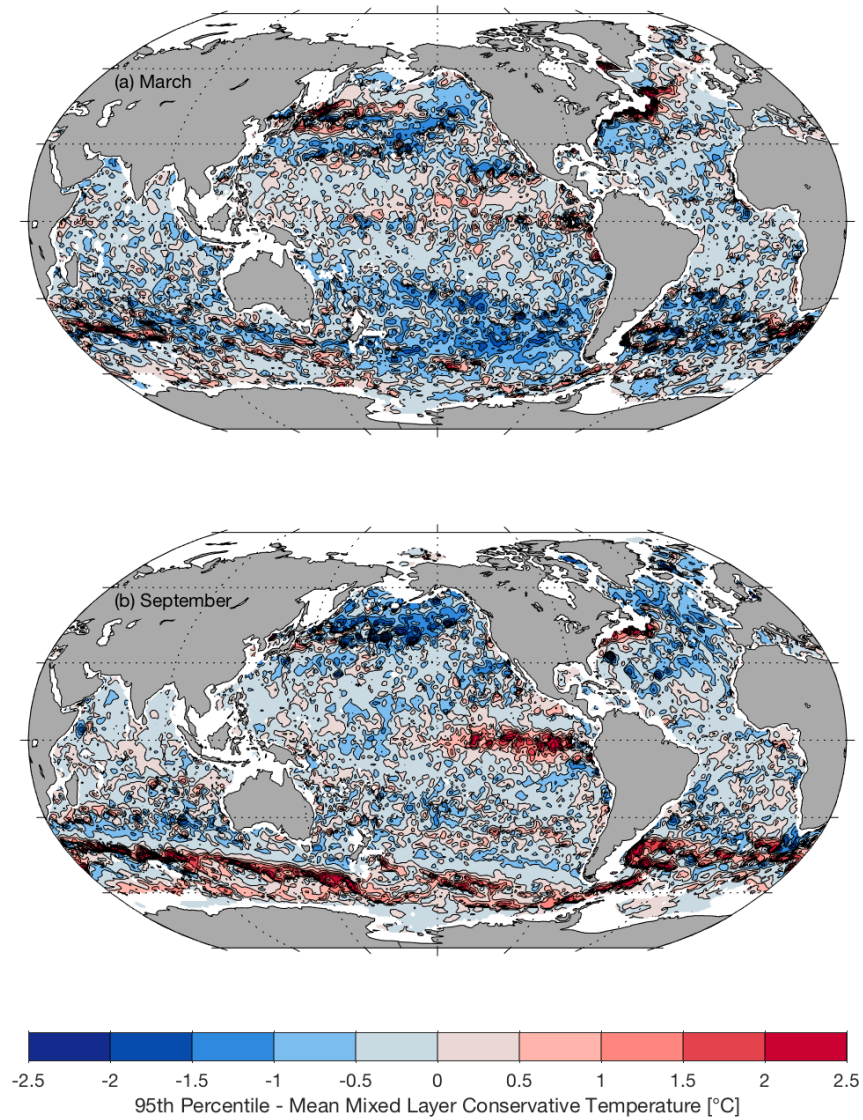 (a) March
(b) September
-2.5 -2 -1.5 -1 -0.5 0 0.5 1 1.5 2 2.5
95th Percentile - Mean Mixed Layer Conservative Temperature [°C]